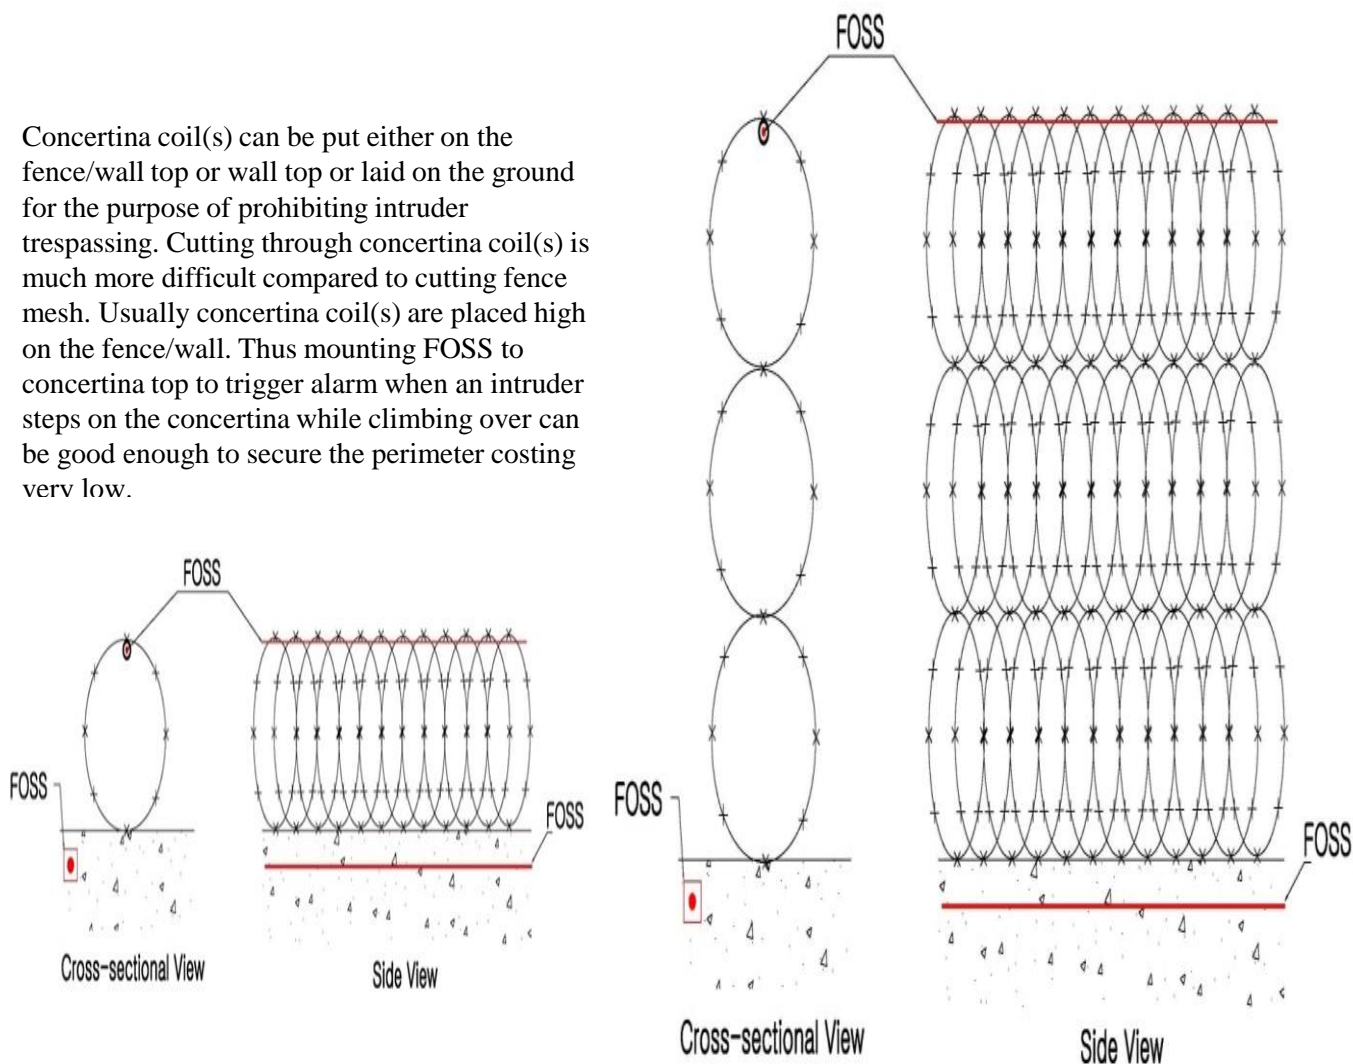 Concertina coil(s) can be put either on the
fence/wall top or wall top or laid on the ground
for the purpose of prohibiting intruder
trespassing. Cutting through concertina coil(s) is
much more difficult compared to cutting fence
mesh. Usually concertina coil(s) are placed high
on the fence/wall. Thus mounting FOSS to
concertina top to trigger alarm when an intruder
steps on the concertina while climbing over can
be good enough to secure the perimeter costing
very low.
FOSS
FOSS
FOSS
Cross-sectional View
Side View
FOSS
FOSS
FOSS
Cross-sectional View
Side View